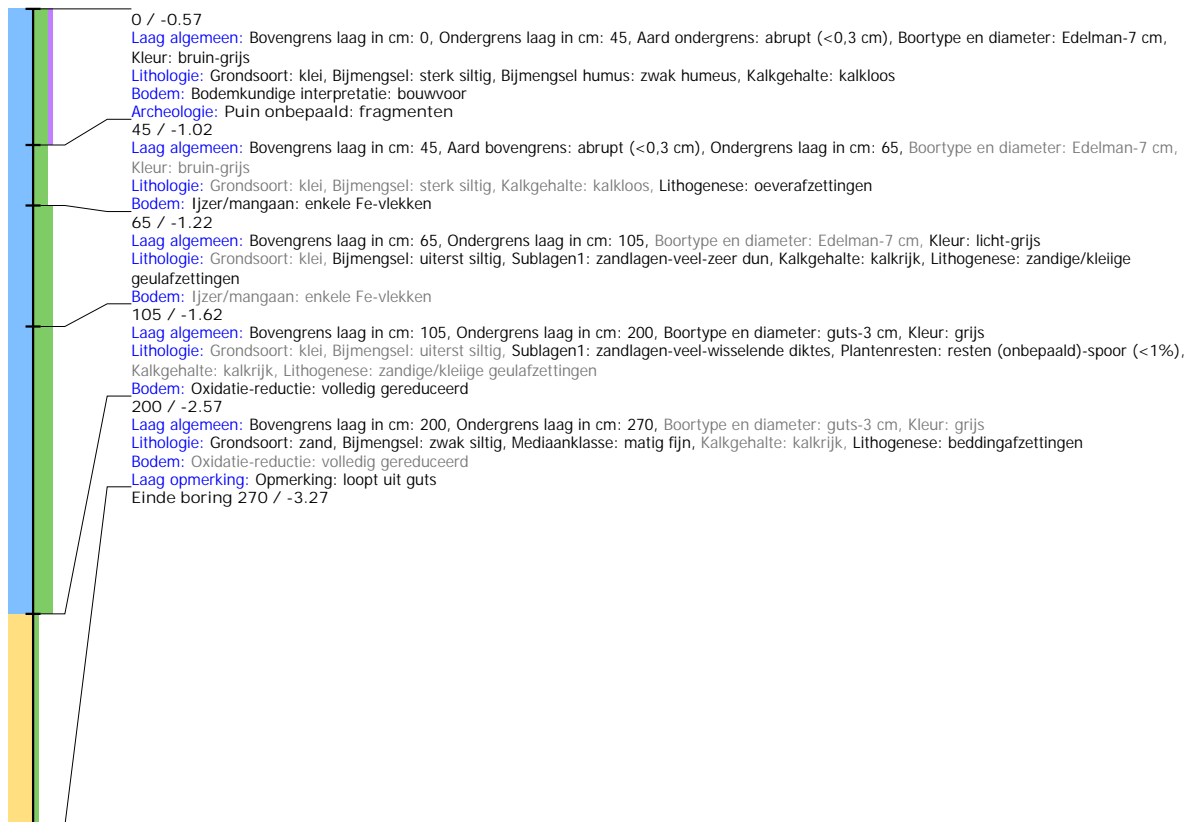 0 / -0.57
Laag algemeen: Bovengrens laag in cm: 0, Ondergrens laag in cm: 45, Aard ondergrens: abrupt (<0,3 cm), Boortype en diameter: Edelman-7 cm,
Kleur: bruin-grijs
Lithologie: Grondsoort: klei, Bijmengsel: sterk siltig, Bijmengsel humus: zwak humeus, Kalkgehalte: kalkloos
Bodem: Bodemkundige interpretatie: bouwvoor
Archeologie: Puin onbepaald: fragmenten
45 / -1.02
Laag algemeen: Bovengrens laag in cm: 45, Aard bovengrens: abrupt (<0,3 cm), Ondergrens laag in cm: 65, Boortype en diameter: Edelman-7 cm,
Kleur: bruin-grijs
Lithologie: Grondsoort: klei, Bijmengsel: sterk siltig, Kalkgehalte: kalkloos, Lithogenese: oeverafzettingen
Bodem: Ijzer/mangaan: enkele Fe-vlekken
65 / -1.22
Laag algemeen: Bovengrens laag in cm: 65, Ondergrens laag in cm: 105, Boortype en diameter: Edelman-7 cm, Kleur: licht-grijs
Lithologie: Grondsoort: klei, Bijmengsel: uiterst siltig, Sublagen1: zandlagen-veel-zeer dun, Kalkgehalte: kalkrijk, Lithogenese: zandige/kleiige
geulafzettingen
Bodem: Ijzer/mangaan: enkele Fe-vlekken
105 / -1.62
Laag algemeen: Bovengrens laag in cm: 105, Ondergrens laag in cm: 200, Boortype en diameter: guts-3 cm, Kleur: grijs
Lithologie: Grondsoort: klei, Bijmengsel: uiterst siltig, Sublagen1: zandlagen-veel-wisselende diktes, Plantenresten: resten (onbepaald)-spoor (<1%),
Kalkgehalte: kalkrijk, Lithogenese: zandige/kleiige geulafzettingen
Bodem: Oxidatie-reductie: volledig gereduceerd
200 / -2.57
Laag algemeen: Bovengrens laag in cm: 200, Ondergrens laag in cm: 270, Boortype en diameter: guts-3 cm, Kleur: grijs
Lithologie: Grondsoort: zand, Bijmengsel: zwak siltig, Mediaanklasse: matig fijn, Kalkgehalte: kalkrijk, Lithogenese: beddingafzettingen
Bodem: Oxidatie-reductie: volledig gereduceerd
Laag opmerking: Opmerking: loopt uit guts
Einde boring 270 / -3.27